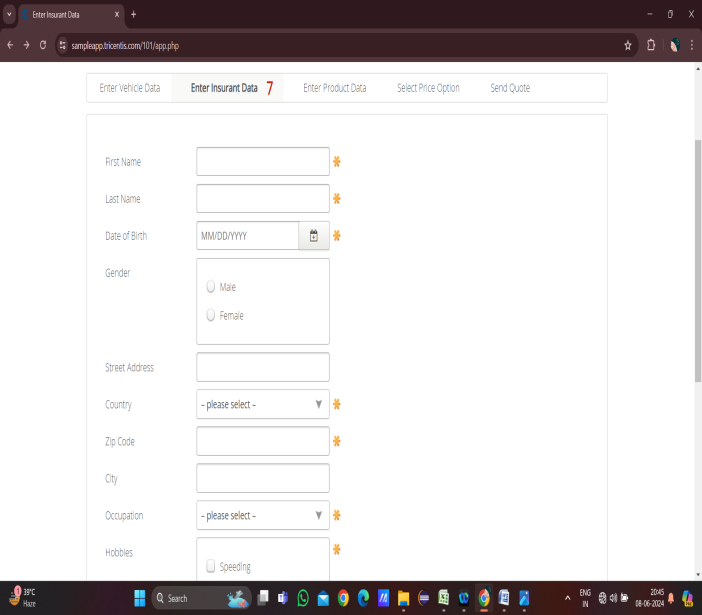 Enter Insurant Data
sampleapp.tricentis.com/101/app.php
Enter Vehicle Data Enter Insurant Data 7 Enter Product Data Select Price Option Send Quote
First Name
Last Name
Date of Birth MM/DD/YYYY
Gender
Male
Female
Street Address
Country – please select –
Zip Code
City
Occupation – please select –
Hobbies
Speeding
1 39°C Search ENG 20:45
Haze IN 08-06-2024